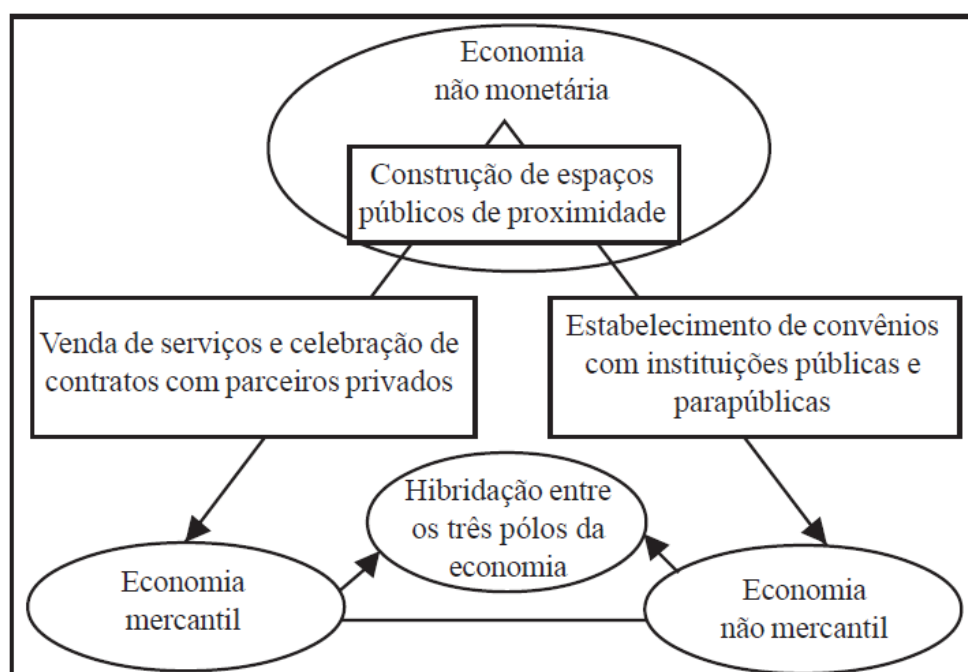 Economia
não monetária
Construção de espaços
públicos de proximidade
Venda de serviços e celebração de
contratos com parceiros privados
Estabelecimento de convênios
com instituições públicas e
parapúblicas
Hibridação entre
os três pólos da
economia
Economia
mercantil
Economia
não mercantil